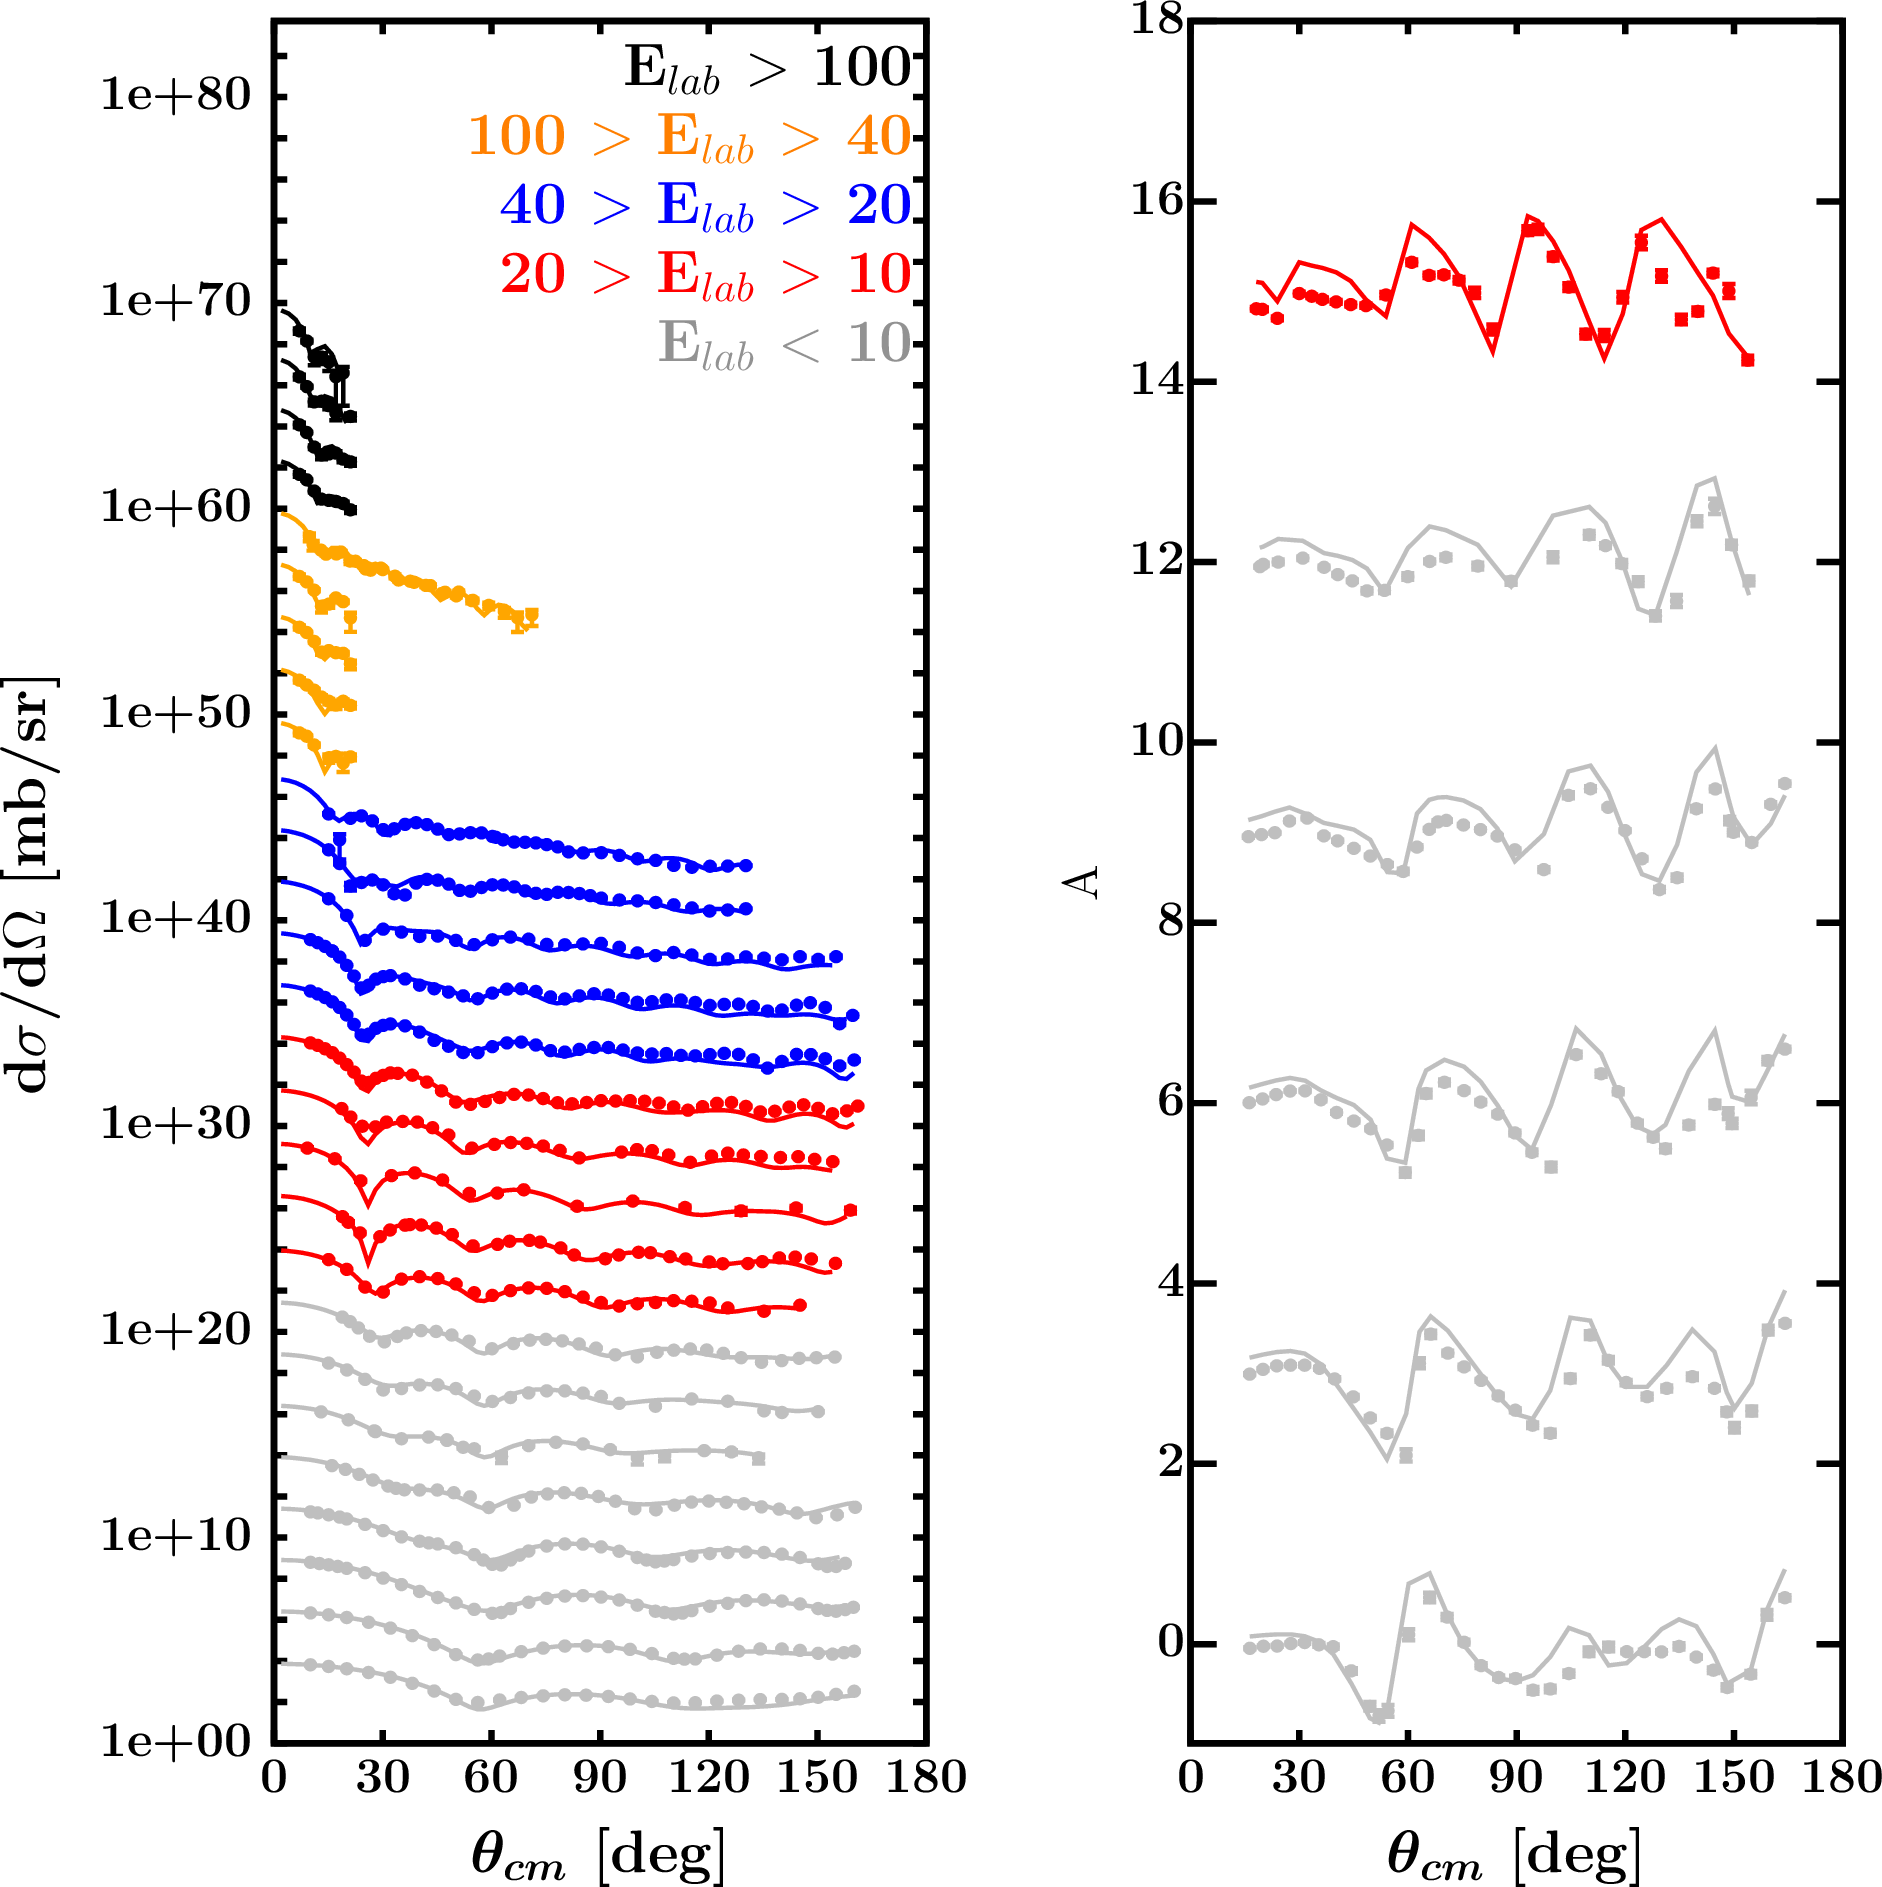 E_lab > 100
100 > E_lab > 40
40 > E_lab > 20
20 > E_lab > 10
E_lab < 10
1e+80
1e+70
1e+60
1e+50
1e+40
1e+30
1e+20
1e+10
1e+00
0 30 60 90 120 150 180
θ_cm [deg]
dσ/dΩ [mb/sr]
18
16
14
12
10
8
6
4
2
0
0 30 60 90 120 150 180
θ_cm [deg]
A